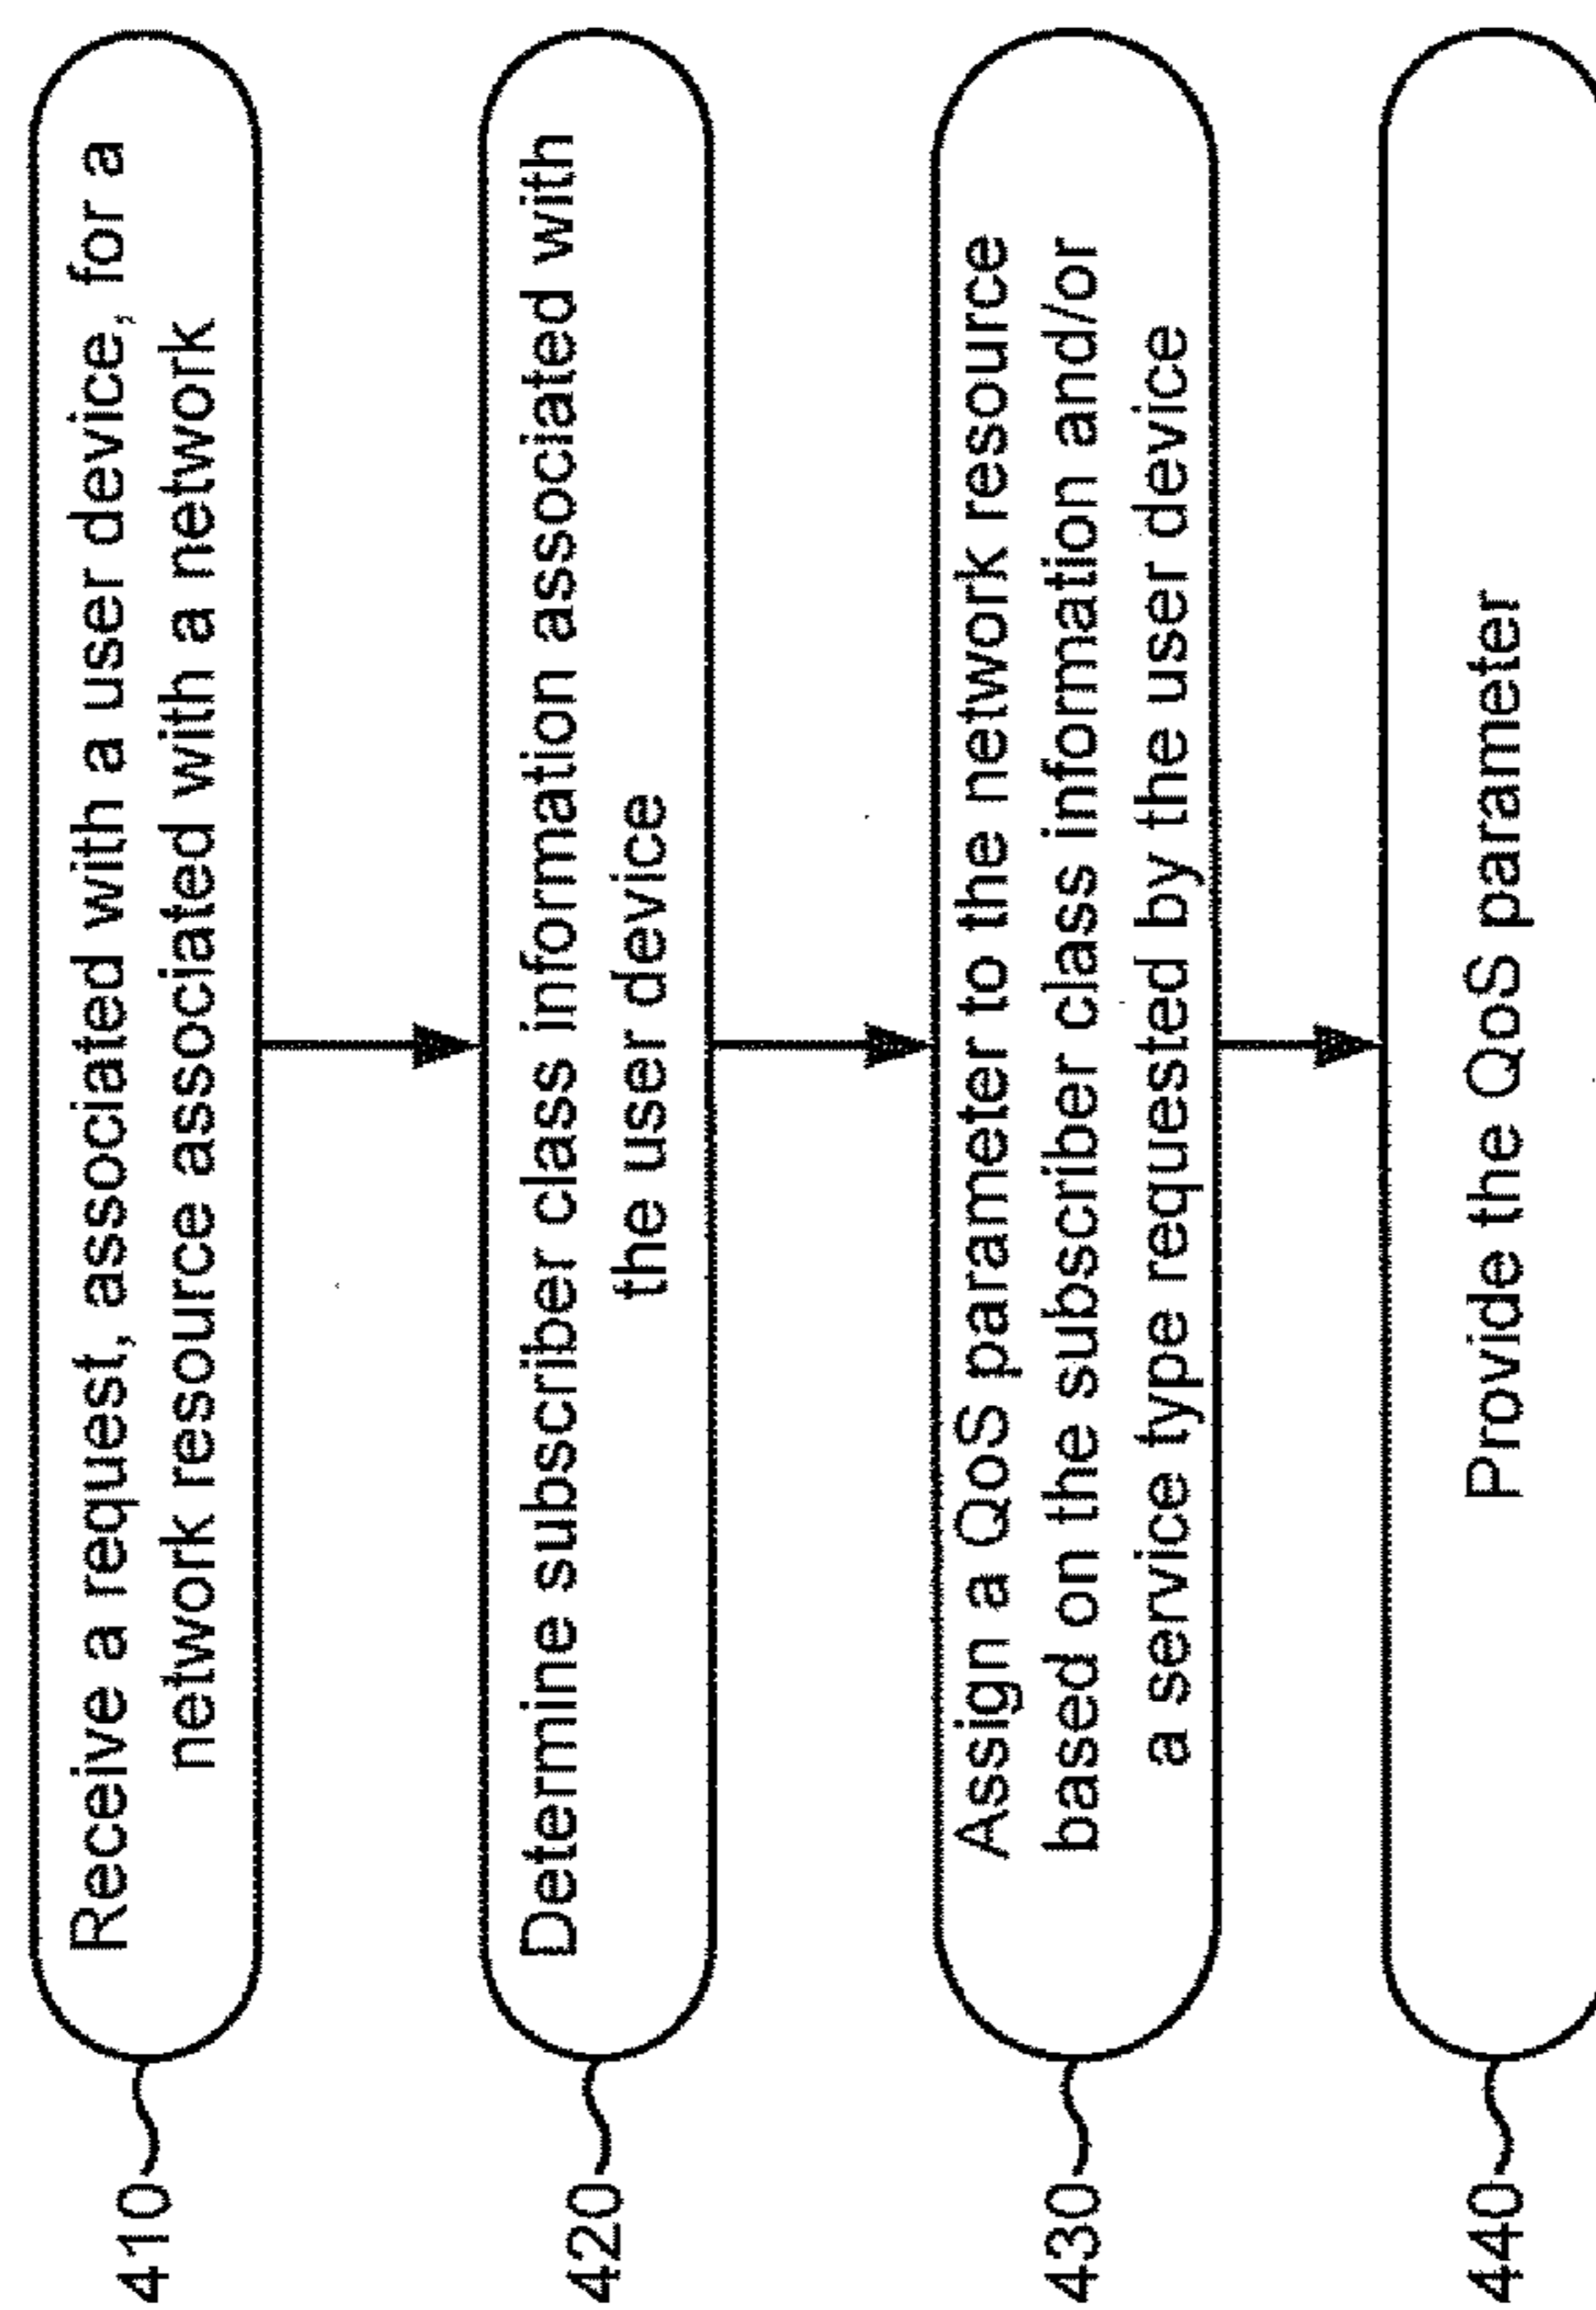 410
Receive a request, associated with a user device, for a
network resource associated with a network
420
Determine subscriber class information associated with
the user device
430
Assign a QoS parameter to the network resource
based on the subscriber class information and/or
a service type requested by the user device
440
Provide the QoS parameter